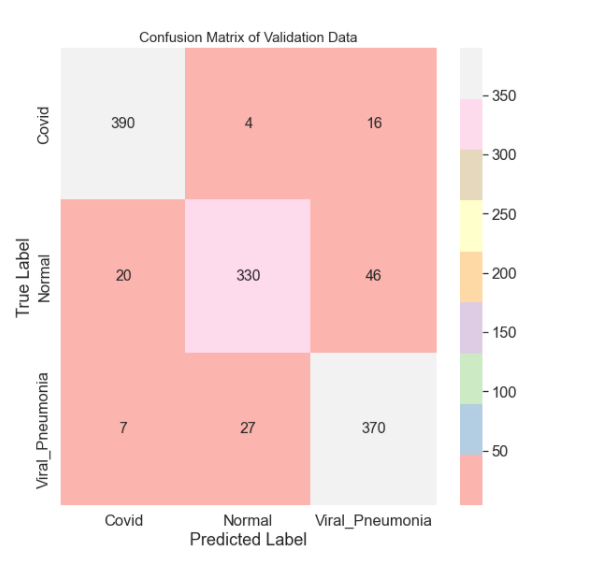 Confusion Matrix of Validation Data
Covid
390
4
16
True Label
Normal
20
330
46
Viral_Pneumonia
7
27
370
Covid
Normal
Viral_Pneumonia
Predicted Label
350
300
250
200
150
100
50